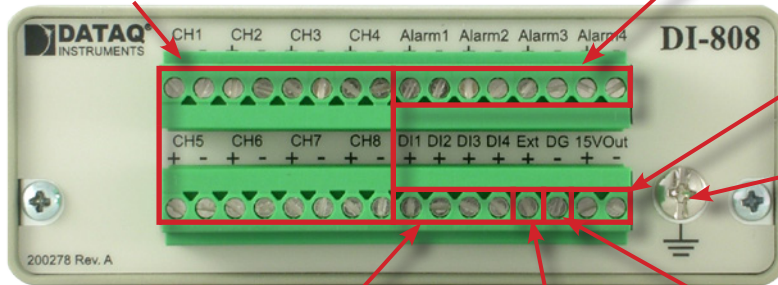 DATAQ®
INSTRUMENTS
CH1 CH2 CH3 CH4 Alarm1 Alarm2 Alarm3 Alarm4
+ - + - + - + - + - + - + - + -
DI-808
CH5 CH6 CH7 CH8 DI1 DI2 DI3 DI4 Ext DG 15VOut
+ - + - + - + - + + + + + - + -
200278 Rev. A